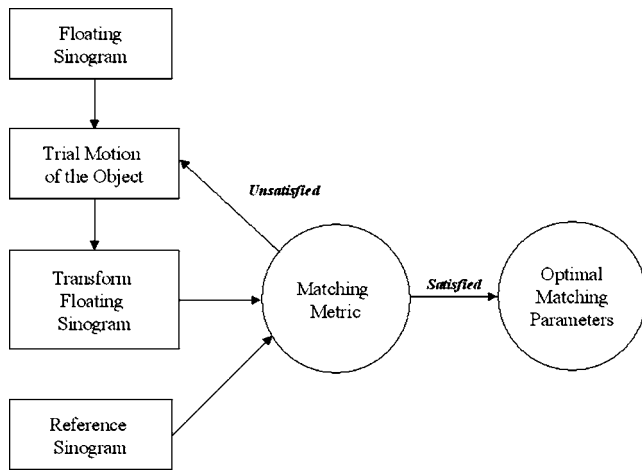 Floating
Sinogram
Trial Motion
of the Object
Unsatisfied
Transform
Floating
Sinogram
Matching
Metric
Satisfied
Optimal
Matching
Parameters
Reference
Sinogram